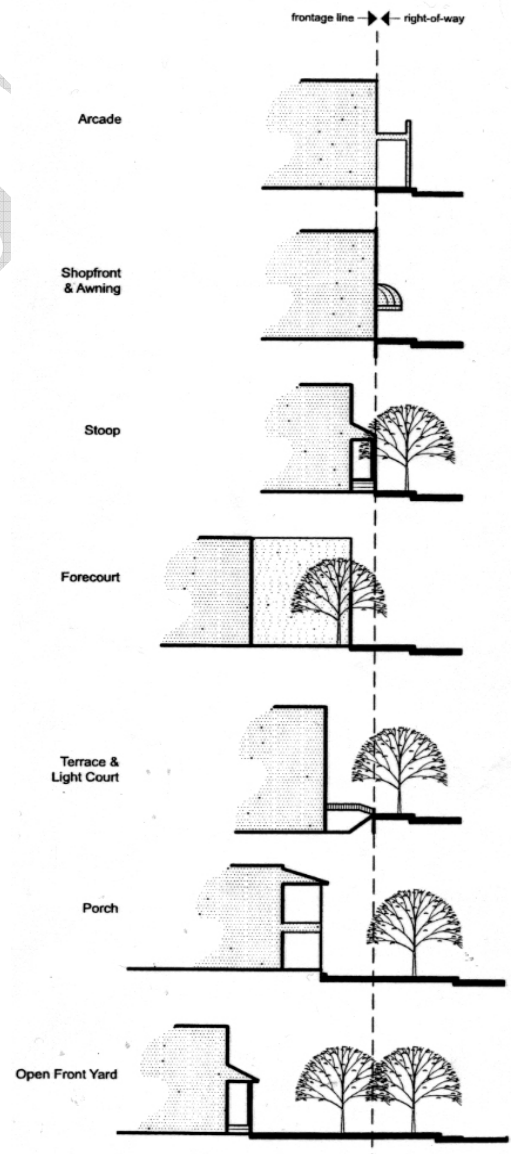 frontage line right-of-way
Arcade
Shopfront
& Awning
Stoop
Forecourt
Terrace &
Light Court
Porch
Open Front Yard